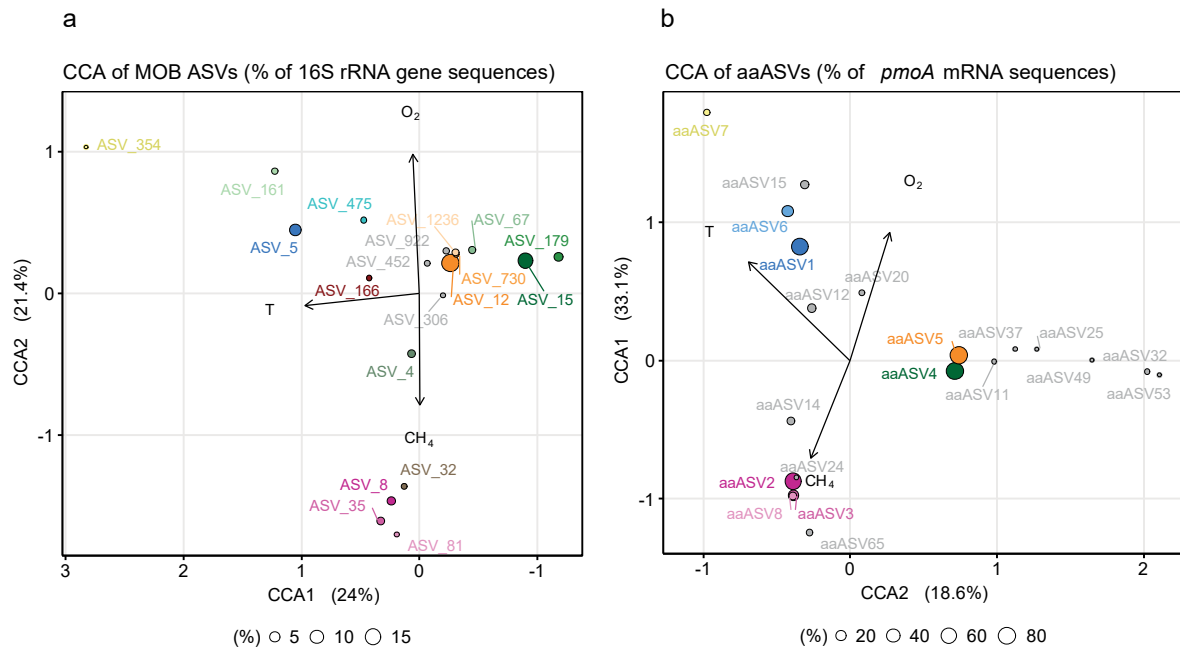 a
CCA of MOB ASVs (% of 16S rRNA gene sequences)
O2
ASV_354
1
ASV_161
ASV_475
ASV_1236
ASV_67
ASV_5
ASV_922
ASV_179
ASV_452
ASV_730
0
ASV_166
ASV_12
ASV_15
T
ASV_306
ASV_4
CCA2 (21.4%)
-1
CH4
ASV_32
ASV_8
ASV_35
ASV_81
3 2 1 0 -1
CCA1 (24%)
(%) 5 10 15
b
CCA of aaASVs (% of pmoA mRNA sequences)
aaASV7
aaASV15
O2
1
T
aaASV6
aaASV1
aaASV20
aaASV12
CCA1 (33.1%)
aaASV5
aaASV37
aaASV25
0
aaASV32
aaASV4
aaASV49
aaASV11
aaASV53
aaASV14
aaASV24
aaASV2
CH4
-1
aaASV8
aaASV3
aaASV65
-1 0 1 2
CCA2 (18.6%)
(%) 20 40 60 80